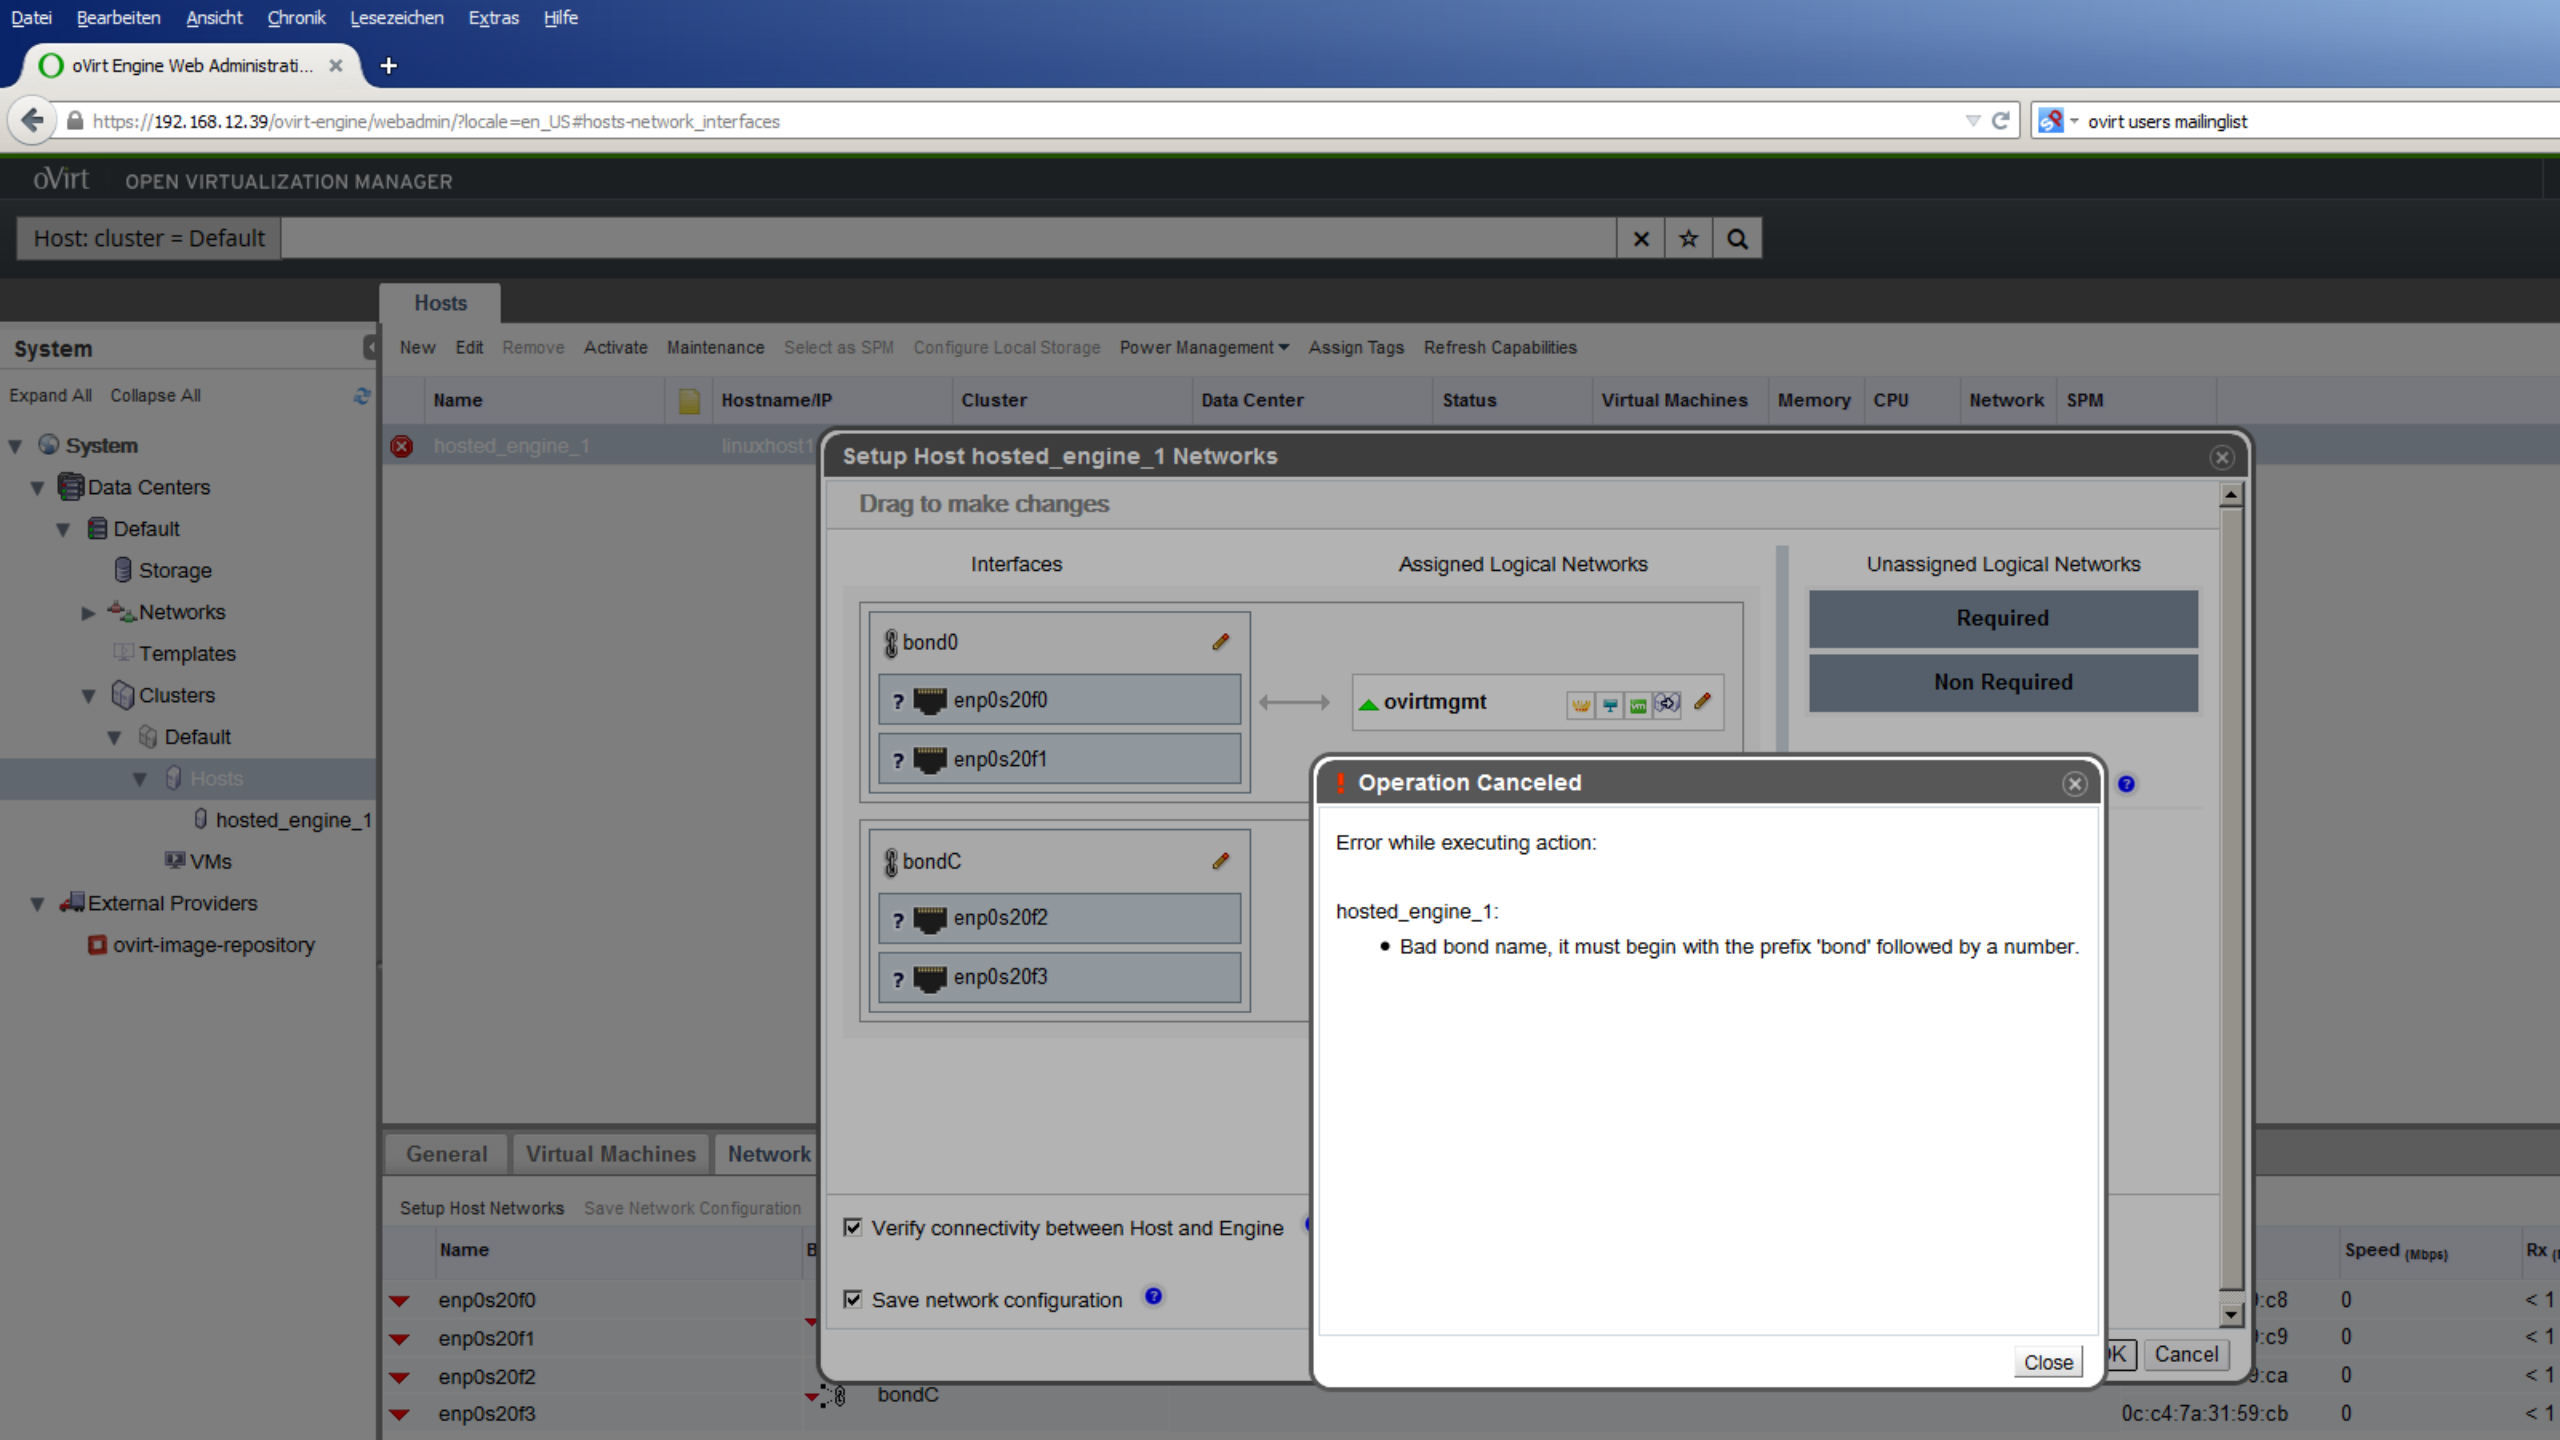 Datei Bearbeiten Ansicht Chronik Lesezeichen Extras Hilfe
oVirt Engine Web Administrati...
https://192.168.12.39/ovirt-engine/webadmin/?locale=en_US#hosts-network_interfaces
ovirt users mailinglist
oVirt OPEN VIRTUALIZATION MANAGER
Host: cluster = Default
Hosts
System
New Edit Remove Activate Maintenance Select as SPM Configure Local Storage Power Management Assign Tags Refresh Capabilities
Expand All Collapse All
Name Hostname/IP Cluster Data Center Status Virtual Machines Memory CPU Network SPM
hosted_engine_1 linuxhost1
System
Data Centers
Default
Storage
Networks
Templates
Clusters
Default
Hosts
hosted_engine_1
VMs
External Providers
ovirt-image-repository
Setup Host hosted_engine_1 Networks
Drag to make changes
Interfaces Assigned Logical Networks Unassigned Logical Networks
bond0
? enp0s20f0
? enp0s20f1
ovirtmgmt
vm
Required
Non Required
bondC
? enp0s20f2
? enp0s20f3
! Operation Canceled
?
Error while executing action:
hosted_engine_1:
• Bad bond name, it must begin with the prefix 'bond' followed by a number.
Close
Verify connectivity between Host and Engine
Save network configuration ?
Cancel
General Virtual Machines Network
Setup Host Networks Save Network Configuration
Name Speed (Mbps) Rx
enp0s20f0 :c8 0 < 1
enp0s20f1 :c9 0 < 1
enp0s20f2 :ca 0 < 1
bondC
enp0s20f3 0c:c4:7a:31:59:cb 0 < 1